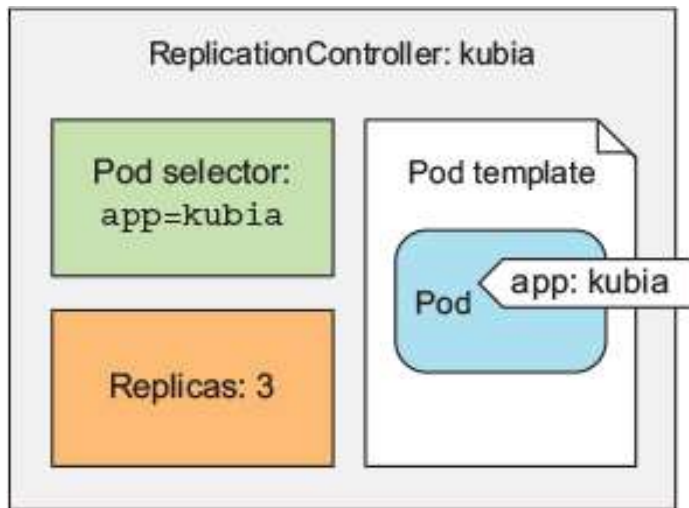 ReplicationController: kubia
Pod selector:
app=kubia
Replicas: 3
Pod template
Pod
app: kubia